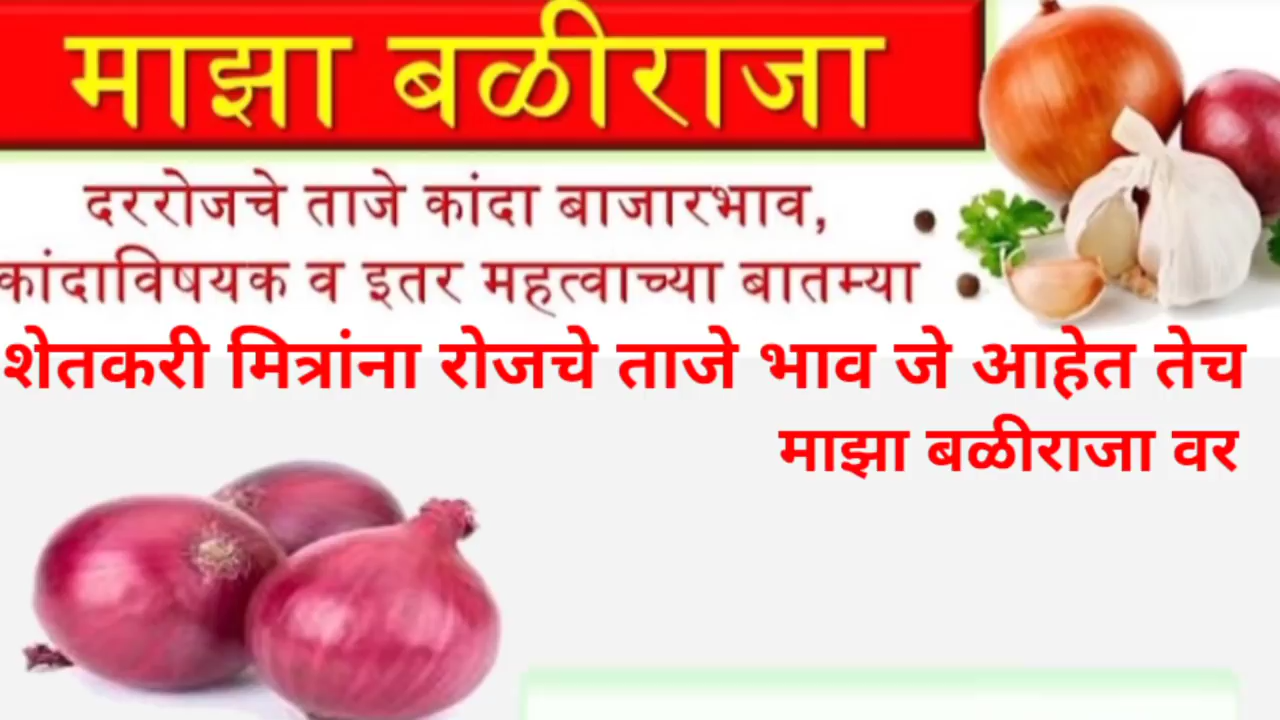 माझा बळीराजा
दररोजचे ताजे कांदा बाजारभाव,
कांदाविषयक व इतर महत्वाच्या बातम्या
शेतकरी मित्रांना रोजचे ताजे भाव जे आहेत तेच
माझा बळीराजा वर